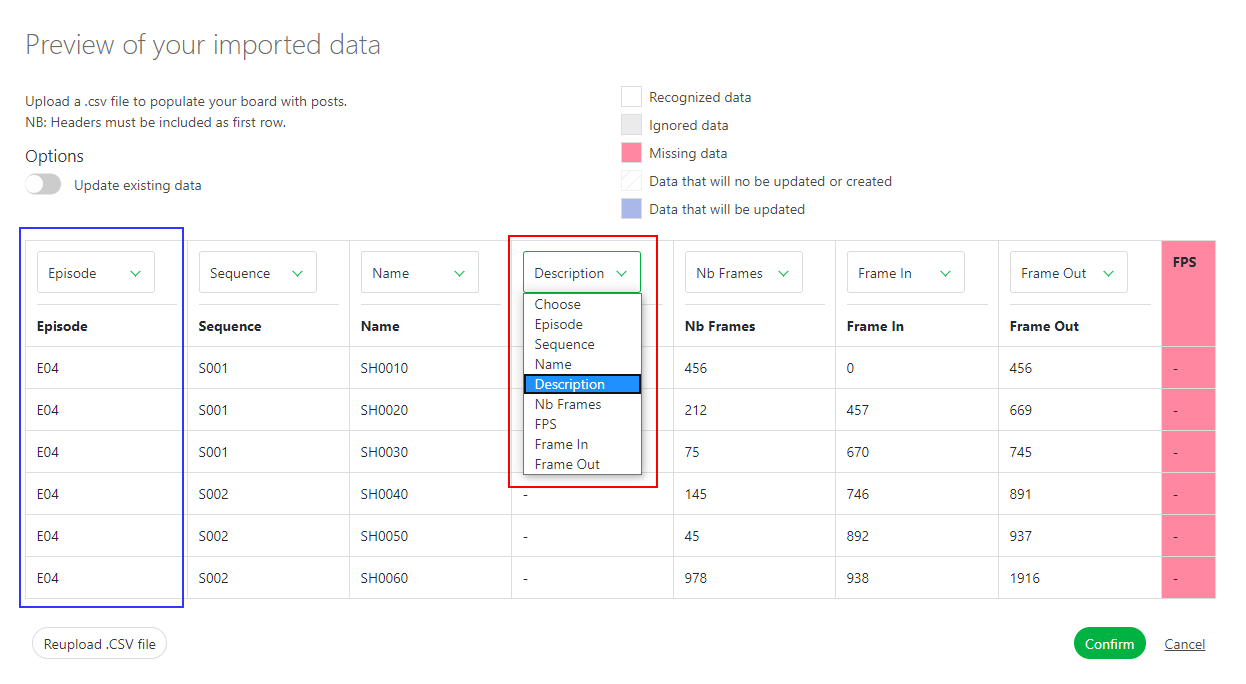 Preview of your imported data
Upload a .csv file to populate your board with posts.
NB: Headers must be included as first row.
Options
Update existing data
Recognized data
Ignored data
Missing data
Data that will no be updated or created
Data that will be updated
Episode Sequence Name Description Nb Frames Frame In Frame Out FPS
Choose
Episode
Sequence
Name
Description
Nb Frames
FPS
Frame In
Frame Out
Episode Sequence Name Nb Frames Frame In Frame Out
E04 S001 SH0010 456 0 456 -
E04 S001 SH0020 212 457 669 -
E04 S001 SH0030 75 670 745 -
E04 S002 SH0040 - 145 746 891 -
E04 S002 SH0050 - 45 892 937 -
E04 S002 SH0060 - 978 938 1916 -
Reupload .CSV file
Confirm
Cancel